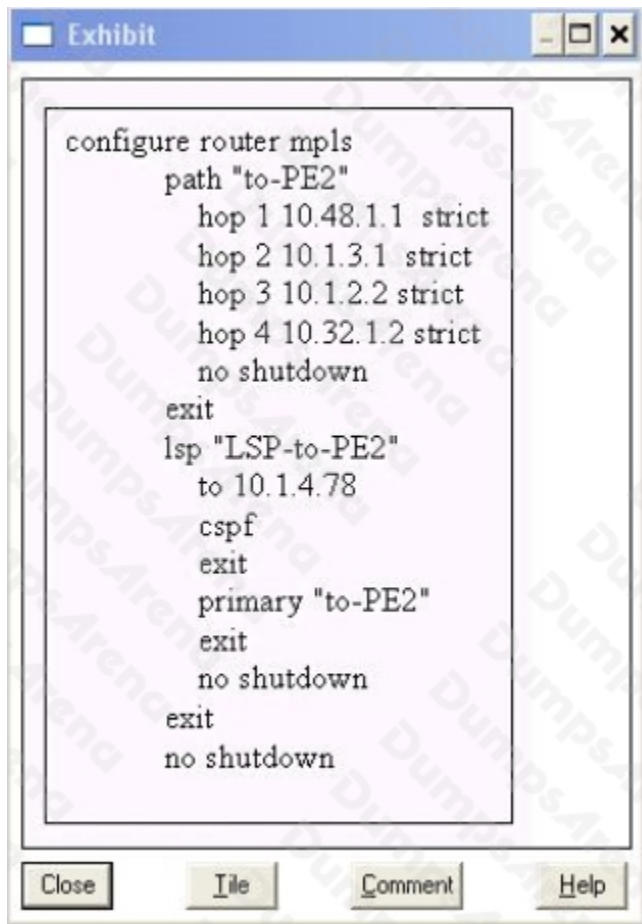 Exhibit
configure router mpls
path "to-PE2"
hop 1 10.48.1.1 strict
hop 2 10.1.3.1 strict
hop 3 10.1.2.2 strict
hop 4 10.32.1.2 strict
no shutdown
exit
lsp "LSP-to-PE2"
to 10.1.4.78
cspf
exit
primary "to-PE2"
exit
no shutdown
exit
no shutdown
Close Tile Comment Help
DumpsArena